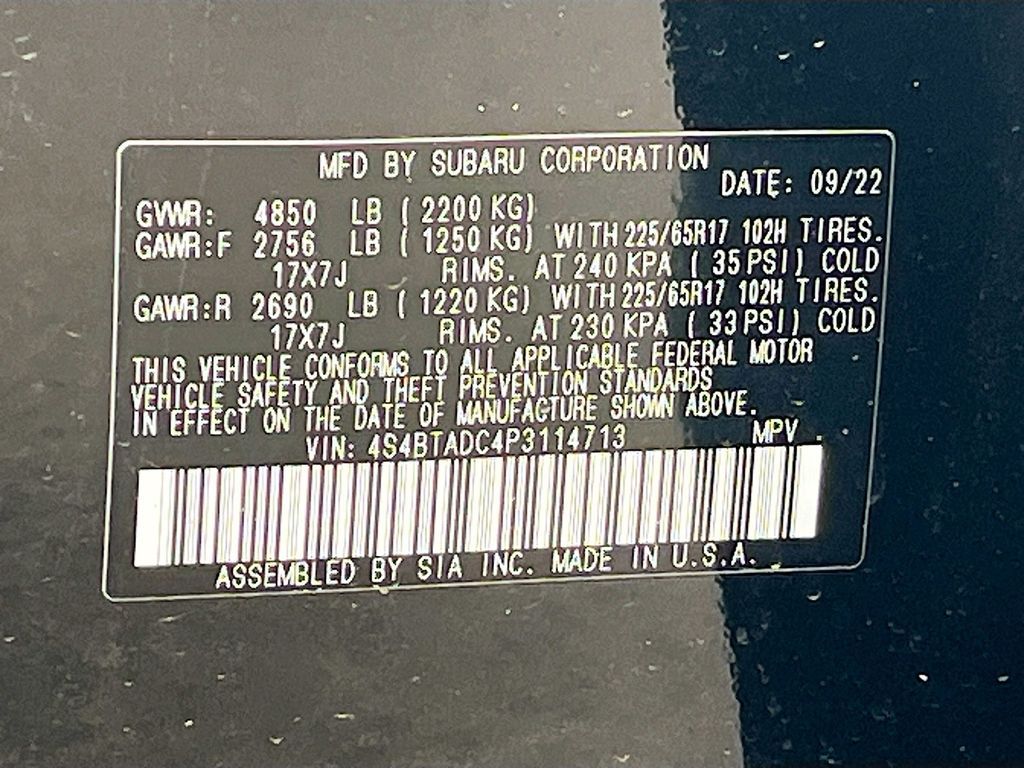 MFD BY SUBARU CORPORATION
DATE: 09/22
GVWR: 4850 LB ( 2200 KG)
GAWR:F 2756 LB ( 1250 KG) WITH 225/65R17 102H TIRES.
17X7J RIMS. AT 240 KPA ( 35 PSI) COLD
GAWR:R 2690 LB ( 1220 KG) WITH 225/65R17 102H TIRES.
17X7J RIMS. AT 230 KPA ( 33 PSI) COLD
THIS VEHICLE CONFORMS TO ALL APPLICABLE FEDERAL MOTOR
VEHICLE SAFETY AND THEFT PREVENTION STANDARDS
IN EFFECT ON THE DATE OF MANUFACTURE SHOWN ABOVE.
VIN: 4S4BTADC4P3114713 MPV
ASSEMBLED BY SIA INC. MADE IN U.S.A.